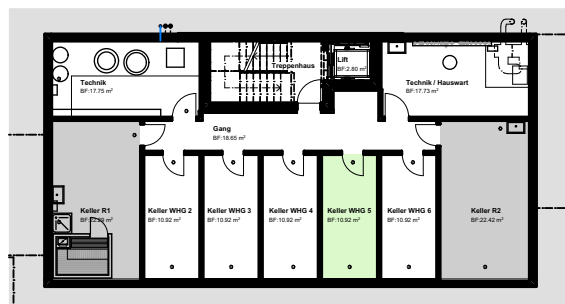 Treppenhaus
Lift
BF:2.80 m²
Technik
BF:17.75 m²
Technik / Hauswart
BF:17.73 m²
Gang
BF:18.65 m²
Keller R1
Keller WHG 2
BF:10.92 m²
Keller WHG 3
BF:10.92 m²
Keller WHG 4
BF:10.92 m²
Keller WHG 5
BF:10.92 m²
Keller WHG 6
BF:10.92 m²
Keller R2
BF:22.42 m²